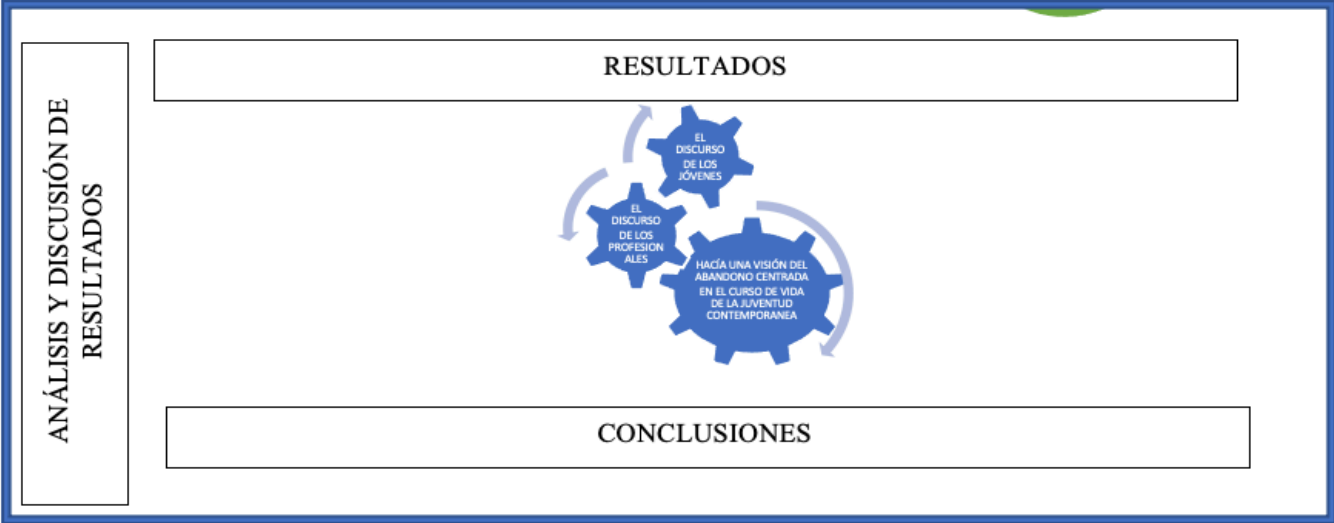 ANÁLISIS Y DISCUSIÓN DE
RESULTADOS
RESULTADOS
EL
DISCURSO
DE LOS
JÓVENES
EL
DISCURSO
DE LOS
PROFESION
ALES
HACÍA UNA VISIÓN DEL
ABANDONO CENTRADA
EN EL CURSO DE VIDA
DE LA JUVENTUD
CONTEMPORANEA
CONCLUSIONES